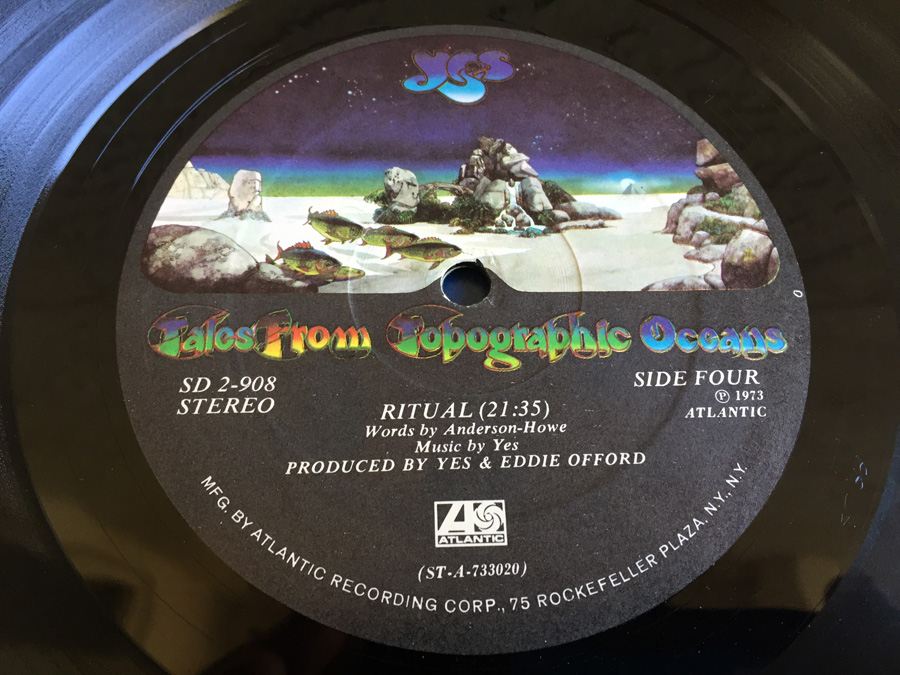 yes
Tales From Topographic Oceans
SD 2-908
STEREO
SIDE FOUR
Ⓟ 1973
ATLANTIC
RITUAL (21:35)
Words by Anderson-Howe
Music by Yes
PRODUCED BY YES & EDDIE OFFORD
ATLANTIC
(ST-A-733020)
MFG. BY ATLANTIC RECORDING CORP., 75 ROCKEFELLER PLAZA, N.Y., N.Y.